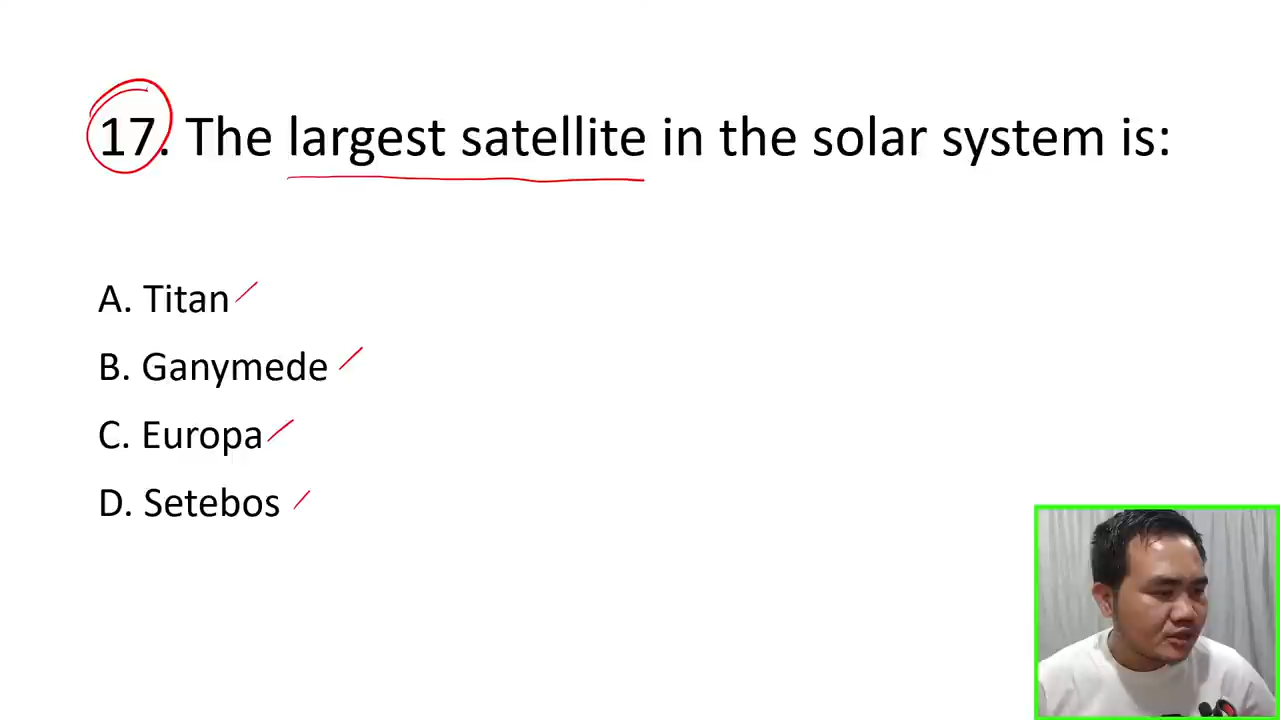 17. The largest satellite in the solar system is:
A. Titan
B. Ganymede
C. Europa
D. Setebos